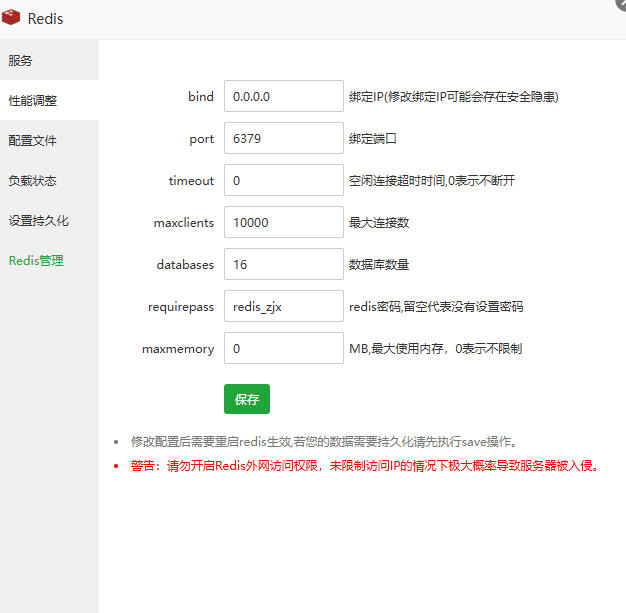 Redis
服务
性能调整
配置文件
负载状态
设置持久化
Redis管理
bind 0.0.0.0 绑定IP(修改绑定IP可能会存在安全隐患)
port 6379 绑定端口
timeout 0 空闲连接超时时间,0表示不断开
maxclients 10000 最大连接数
databases 16 数据库数量
requirepass redis_zjx redis密码,留空代表没有设置密码
maxmemory 0 MB,最大使用内存，0表示不限制
保存
修改配置后需要重启redis生效,若您的数据需要持久化请先执行save操作。
警告：请勿开启Redis外网访问权限，未限制访问IP的情况下极大概率导致服务器被入侵。